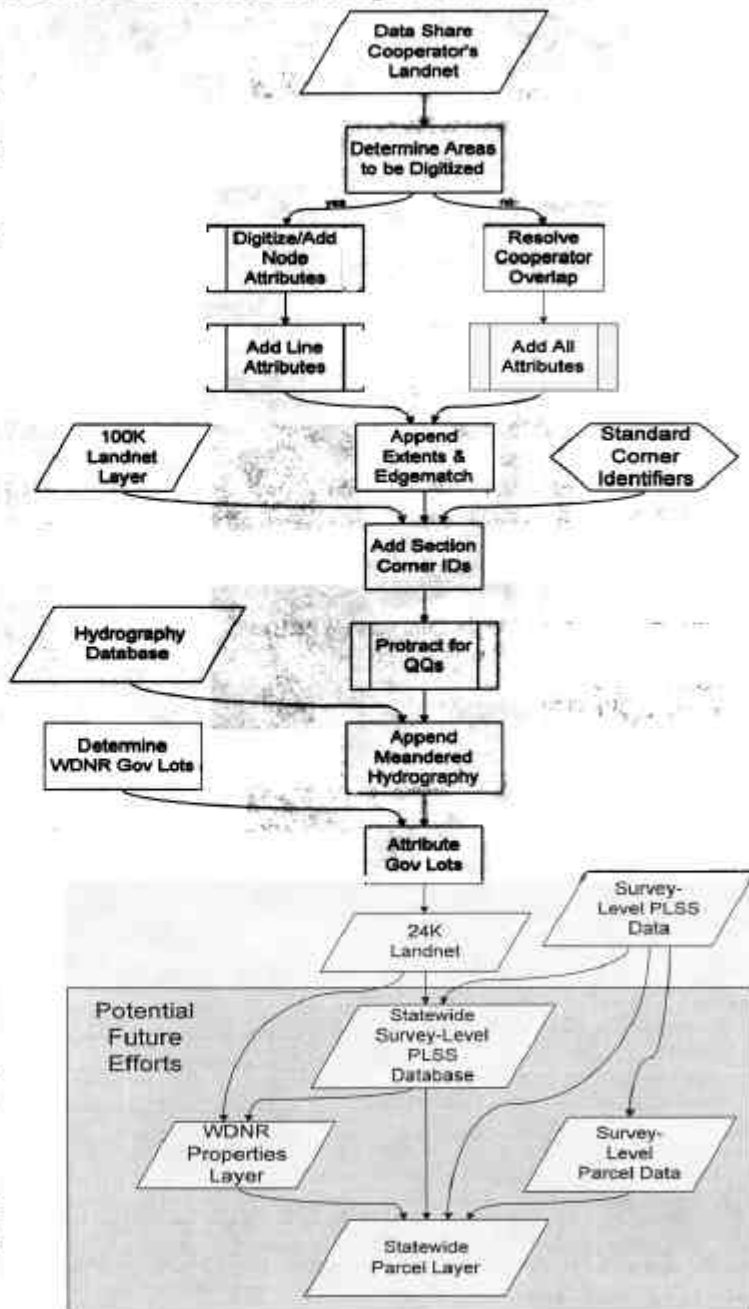 Data Share
Cooperator's
Landnet
Determine Areas
to be Digitized
yes
no
Digitize/Add
Node
Attributes
Resolve
Cooperator
Overlap
Add Line
Attributes
Add All
Attributes
100K
Landnet
Layer
Append
Extents &
Edgematch
Standard
Corner
Identifiers
Add Section
Corner IDs
Hydrography
Database
Protract for
QQs
Determine
WDNR Gov Lots
Append
Meandered
Hydrography
Attribute
Gov Lots
Survey-
Level PLSS
Data
24K
Landnet
Potential
Future
Efforts
Statewide
Survey-Level
PLSS
Database
WDNR
Properties
Layer
Survey-
Level
Parcel Data
Statewide
Parcel Layer